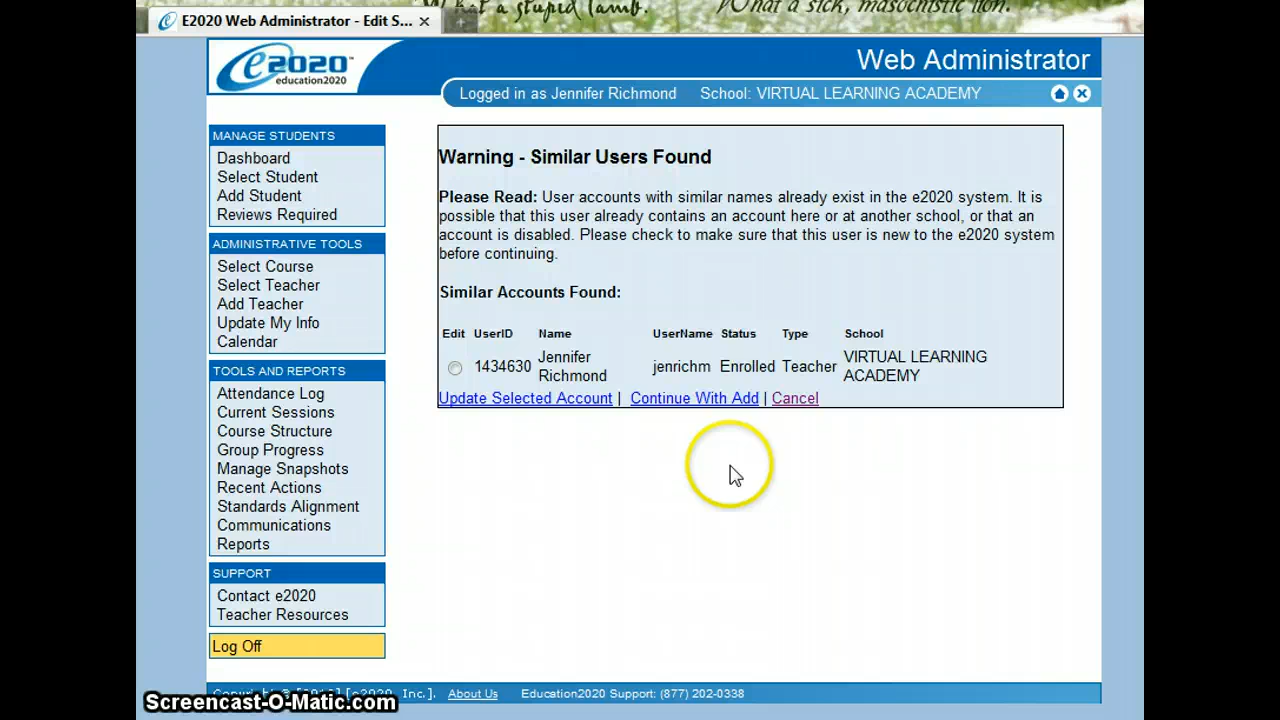 What a stupid lamb.
What a sick, masochistic lion.
E2020 Web Administrator - Edit S...
e2020™
education2020
Web Administrator
Logged in as Jennifer Richmond School: VIRTUAL LEARNING ACADEMY
MANAGE STUDENTS
Dashboard
Select Student
Add Student
Reviews Required
ADMINISTRATIVE TOOLS
Select Course
Select Teacher
Add Teacher
Update My Info
Calendar
TOOLS AND REPORTS
Attendance Log
Current Sessions
Course Structure
Group Progress
Manage Snapshots
Recent Actions
Standards Alignment
Communications
Reports
SUPPORT
Contact e2020
Teacher Resources
Log Off
Warning - Similar Users Found
Please Read: User accounts with similar names already exist in the e2020 system. It is
possible that this user already contains an account here or at another school, or that an
account is disabled. Please check to make sure that this user is new to the e2020 system
before continuing.
Similar Accounts Found:
Edit UserID Name UserName Status Type School
1434630 Jennifer Richmond jenrichm Enrolled Teacher VIRTUAL LEARNING ACADEMY
Update Selected Account | Continue With Add | Cancel
[e2020, Inc.]. About Us Education2020 Support: (877) 202-0338
Screencast-O-Matic.com